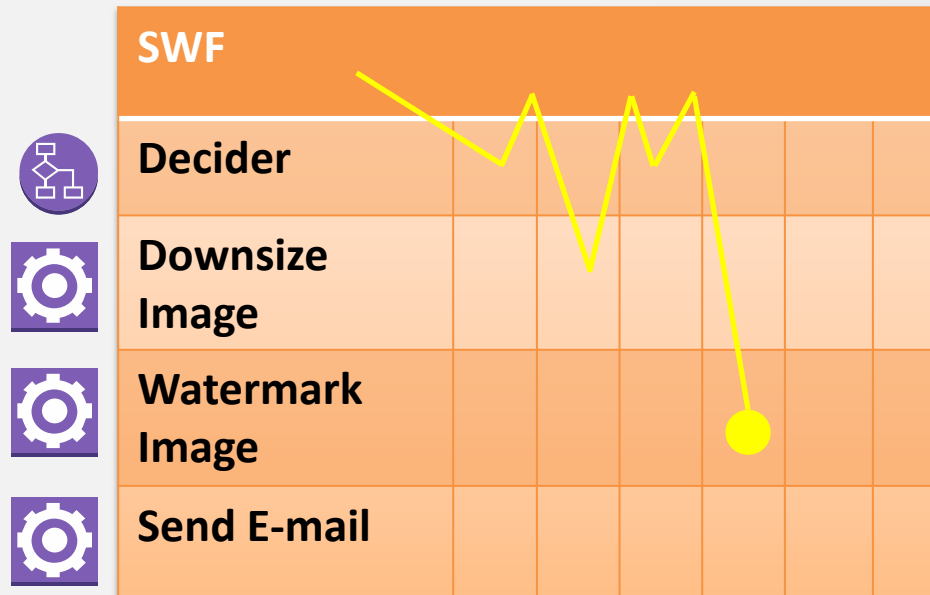 SWF
Decider
Downsize
Image
Watermark
Image
Send E-mail